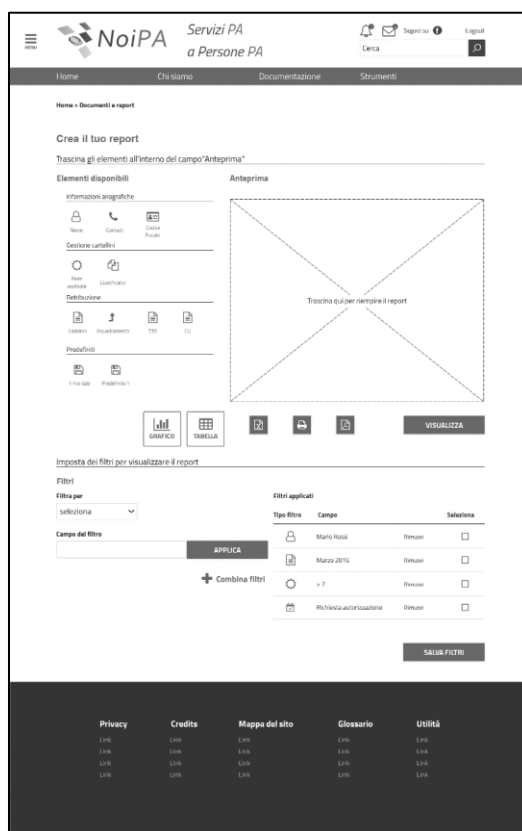 MENU
NoiPA
Servizi PA
a Persone PA
Seguici su
Logout
Cerca
Home Chi siamo Documentazione Strumenti
Home > Documenti e report
Crea il tuo report
Trascina gli elementi all'interno del campo"Anteprima"
Elementi disponibili
Anteprima
Informazioni anagrafiche
Nome Contatti Codice Fiscale
Gestione cartellini
Ferie Giustificativi
Retribuzione
Cedolino Inquadramento CU
Predefiniti
I miei dati Predefinito 1
Trascina qui per riempire il report
GRAFICO TABELLA VISUALIZZA
Imposta dei filtri per visualizzare il report
Filtri
Filtra per
seleziona
Campo del filtro
APPLICA
Combina filtri
Filtri applicati
Tipo filtro Campo Seleziona
Mario Rossi Rimuovi
Marzo 2016 Rimuovi
> 7 Rimuovi
Richiesta autorizzazione Rimuovi
SALVA FILTRI
Privacy Credits Mappa del sito Glossario Utilità
Link Link Link Link Link
Link Link Link Link Link
Link Link Link Link Link
Link Link Link Link Link